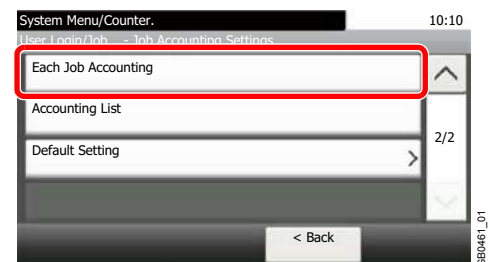 System Menu/Counter. 10:10
User Login/Job... - Job Accounting Settings
Each Job Accounting
Accounting List
2/2
Default Setting
< Back
GB0461_01